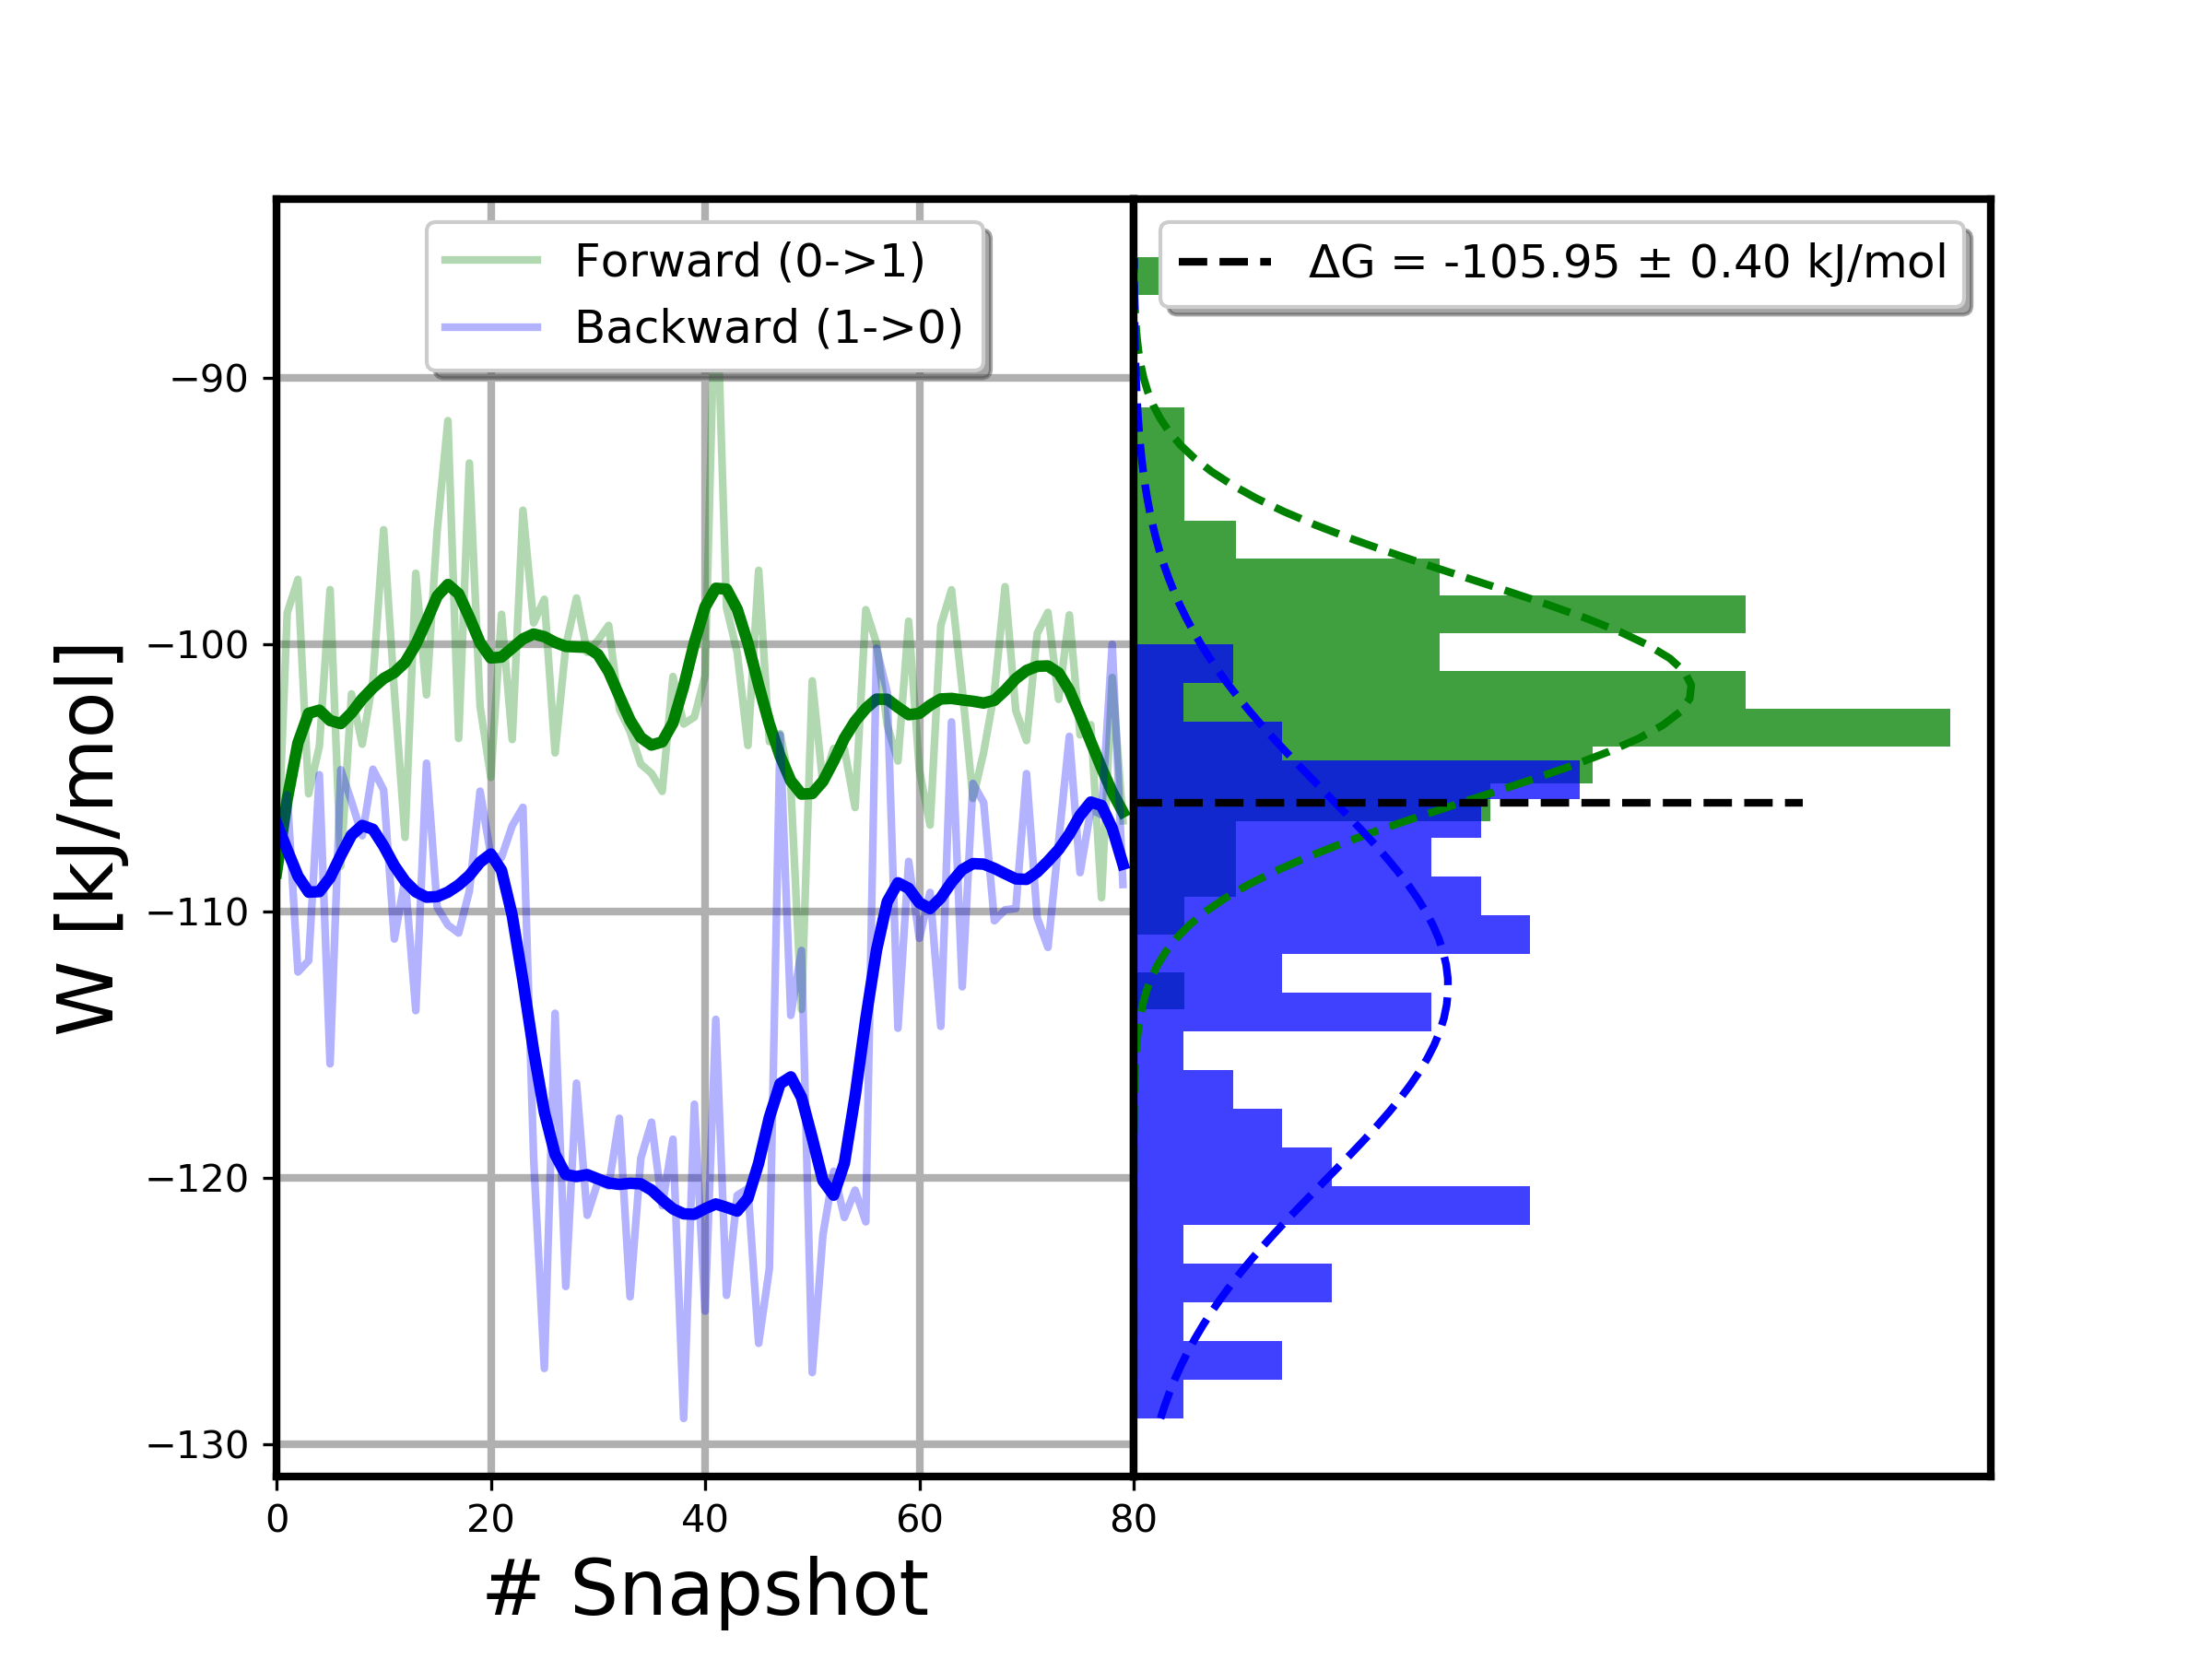 Forward (0->1)
Backward (1->0)
ΔG = -105.95 ± 0.40 kJ/mol
W [kJ/mol]
−90
−100
−110
−120
−130
0
20
40
60
80
# Snapshot